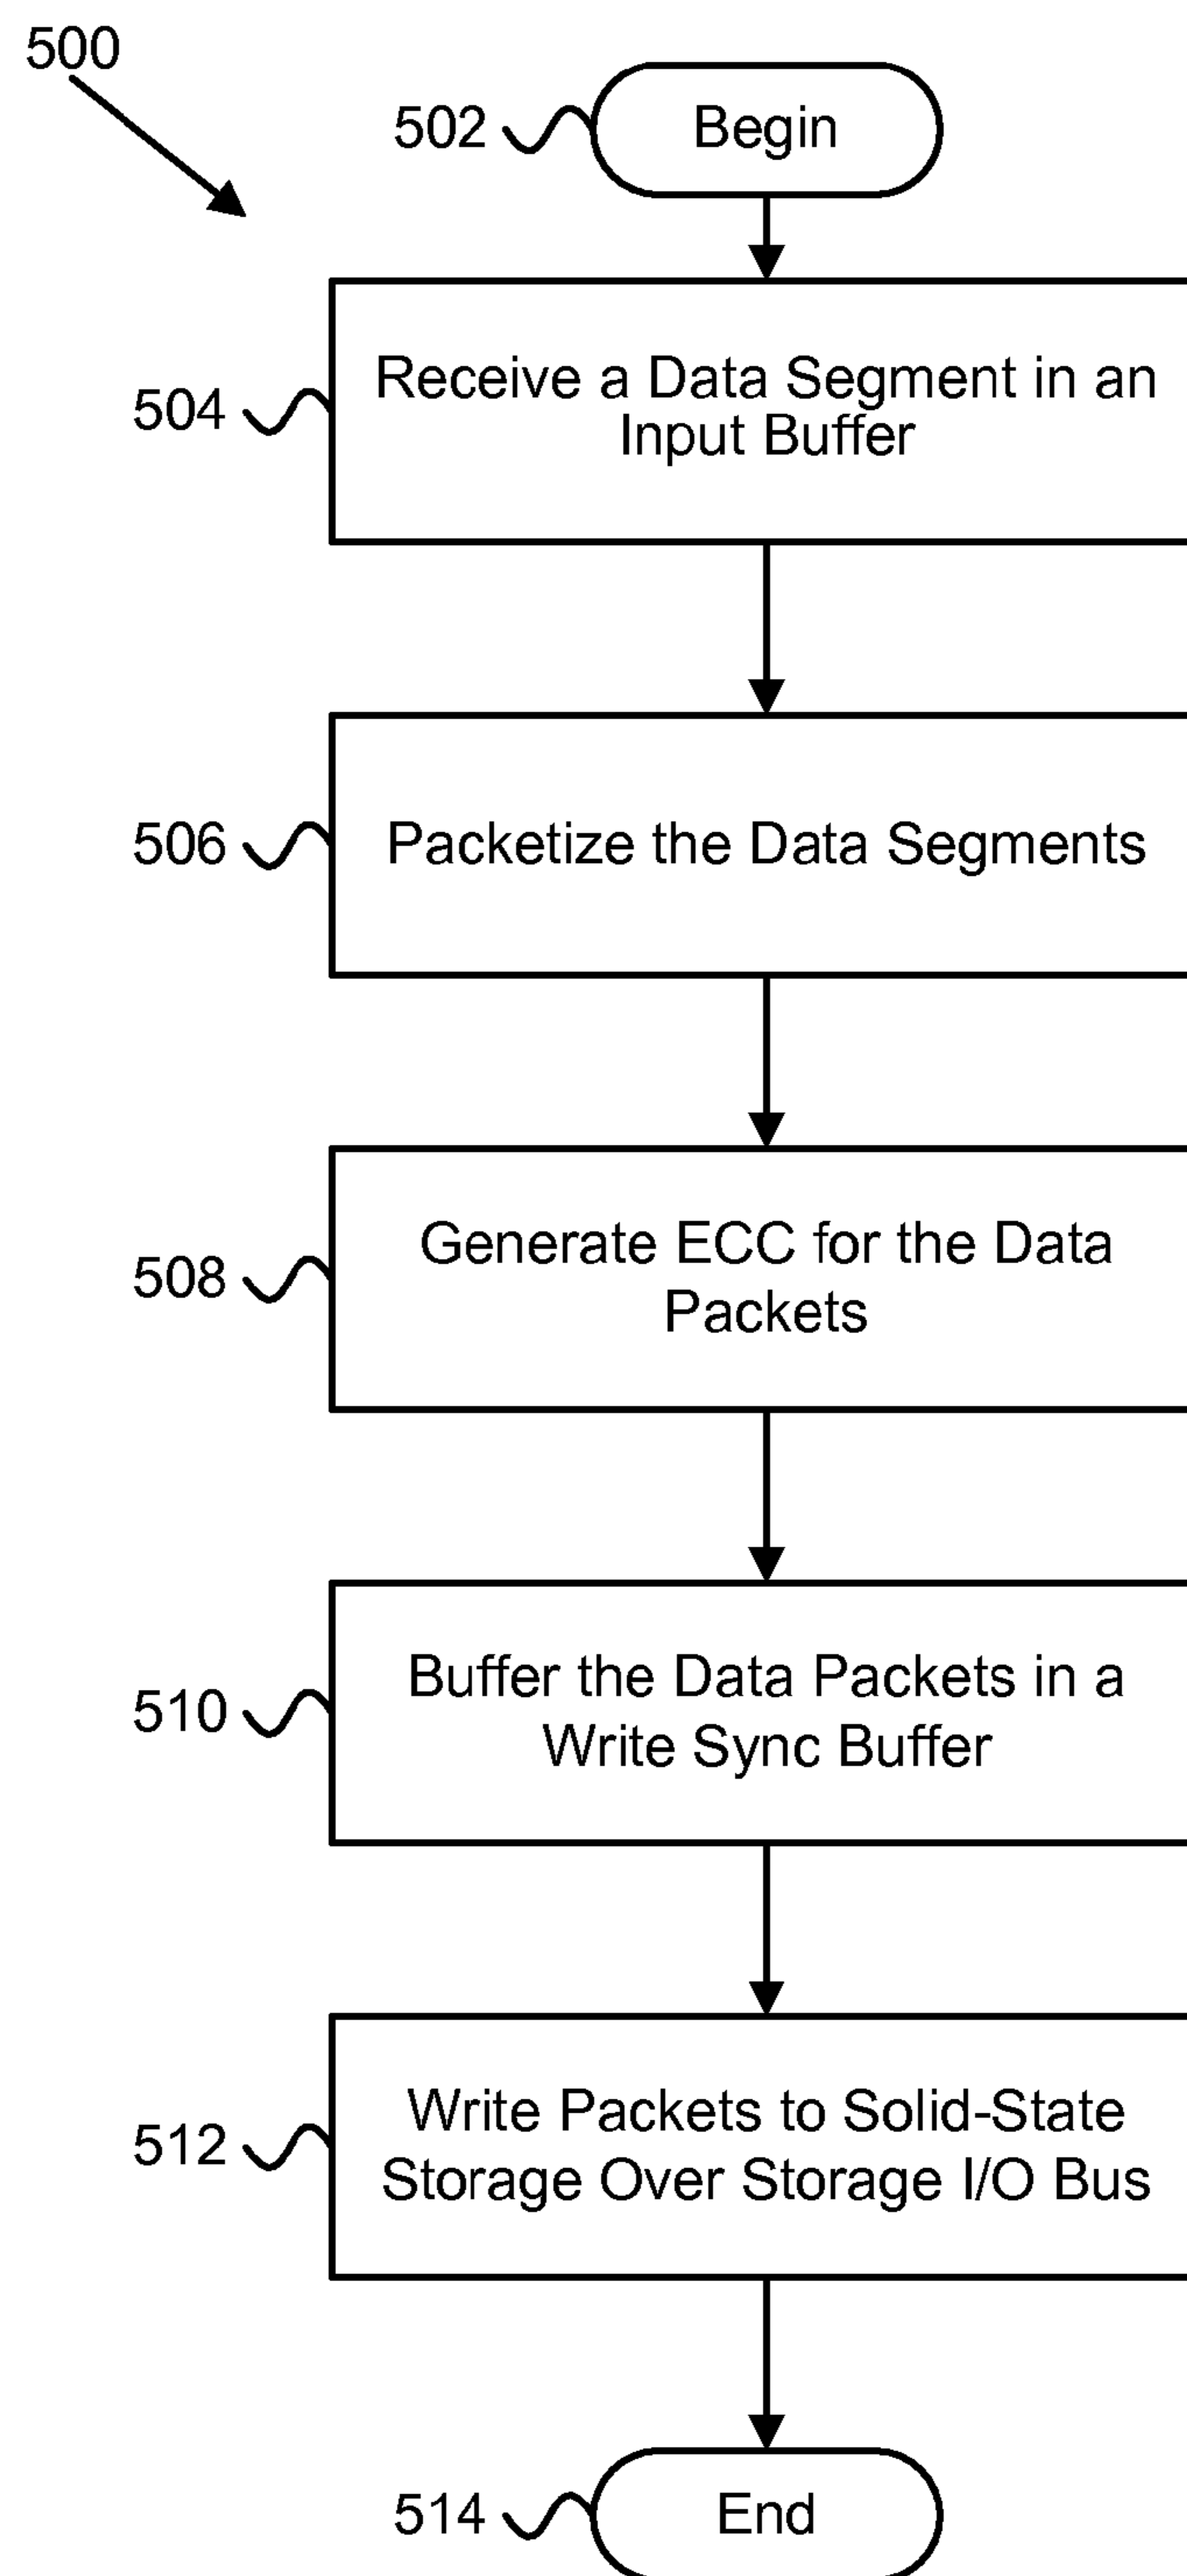 500
502
Begin
504
Receive a Data Segment in an
Input Buffer
506
Packetize the Data Segments
508
Generate ECC for the Data
Packets
510
Buffer the Data Packets in a
Write Sync Buffer
512
Write Packets to Solid-State
Storage Over Storage I/O Bus
514
End